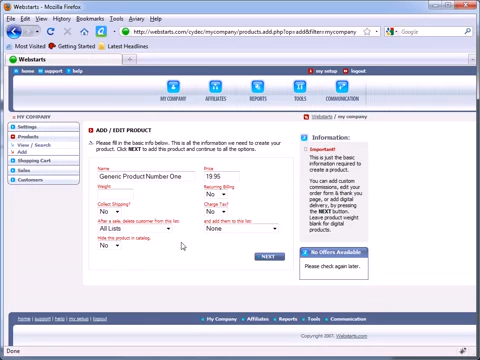 Webstarts - Mozilla Firefox
File Edit View History Bookmarks Tools Aviary Help
http://webstarts.com/cydec/mycompany/products.add.php?op=add&filter=mycompany
Google
Most Visited Getting Started Latest Headlines
Webstarts
home support help
my setup logout
MY COMPANY AFFILIATES REPORTS TOOLS COMMUNICATION
MY COMPANY
Webstarts / my company
Settings
Products
View / Search
Add
Shopping Cart
Sales
Customers
ADD / EDIT PRODUCT
Please fill in the basic info below. This is all the information we need to create your product. Click NEXT to add this product and continue to all the options.
Name
Price
Generic Product Number One
19.95
Weight
Recurring Billing
No
Collect Shipping?
Charge Tax?
No
No
After a sale, delete customer from this list:
and add them to this list:
All Lists
None
Hide this product in catalog:
No
NEXT
Information:
Important!
This is just the
basic information
required to create a
product.
You can add custom
commissions, edit your
order form & thank
you page, or add
digital delivery, by
pressing the
NEXT button.
Leave product weight
blank for digital
products.
No Offers Available
Please check again later.
home | support | my setup | logout
My Company Affiliates Reports Tools Communication
Copyright 2007. Webstarts.com
Done